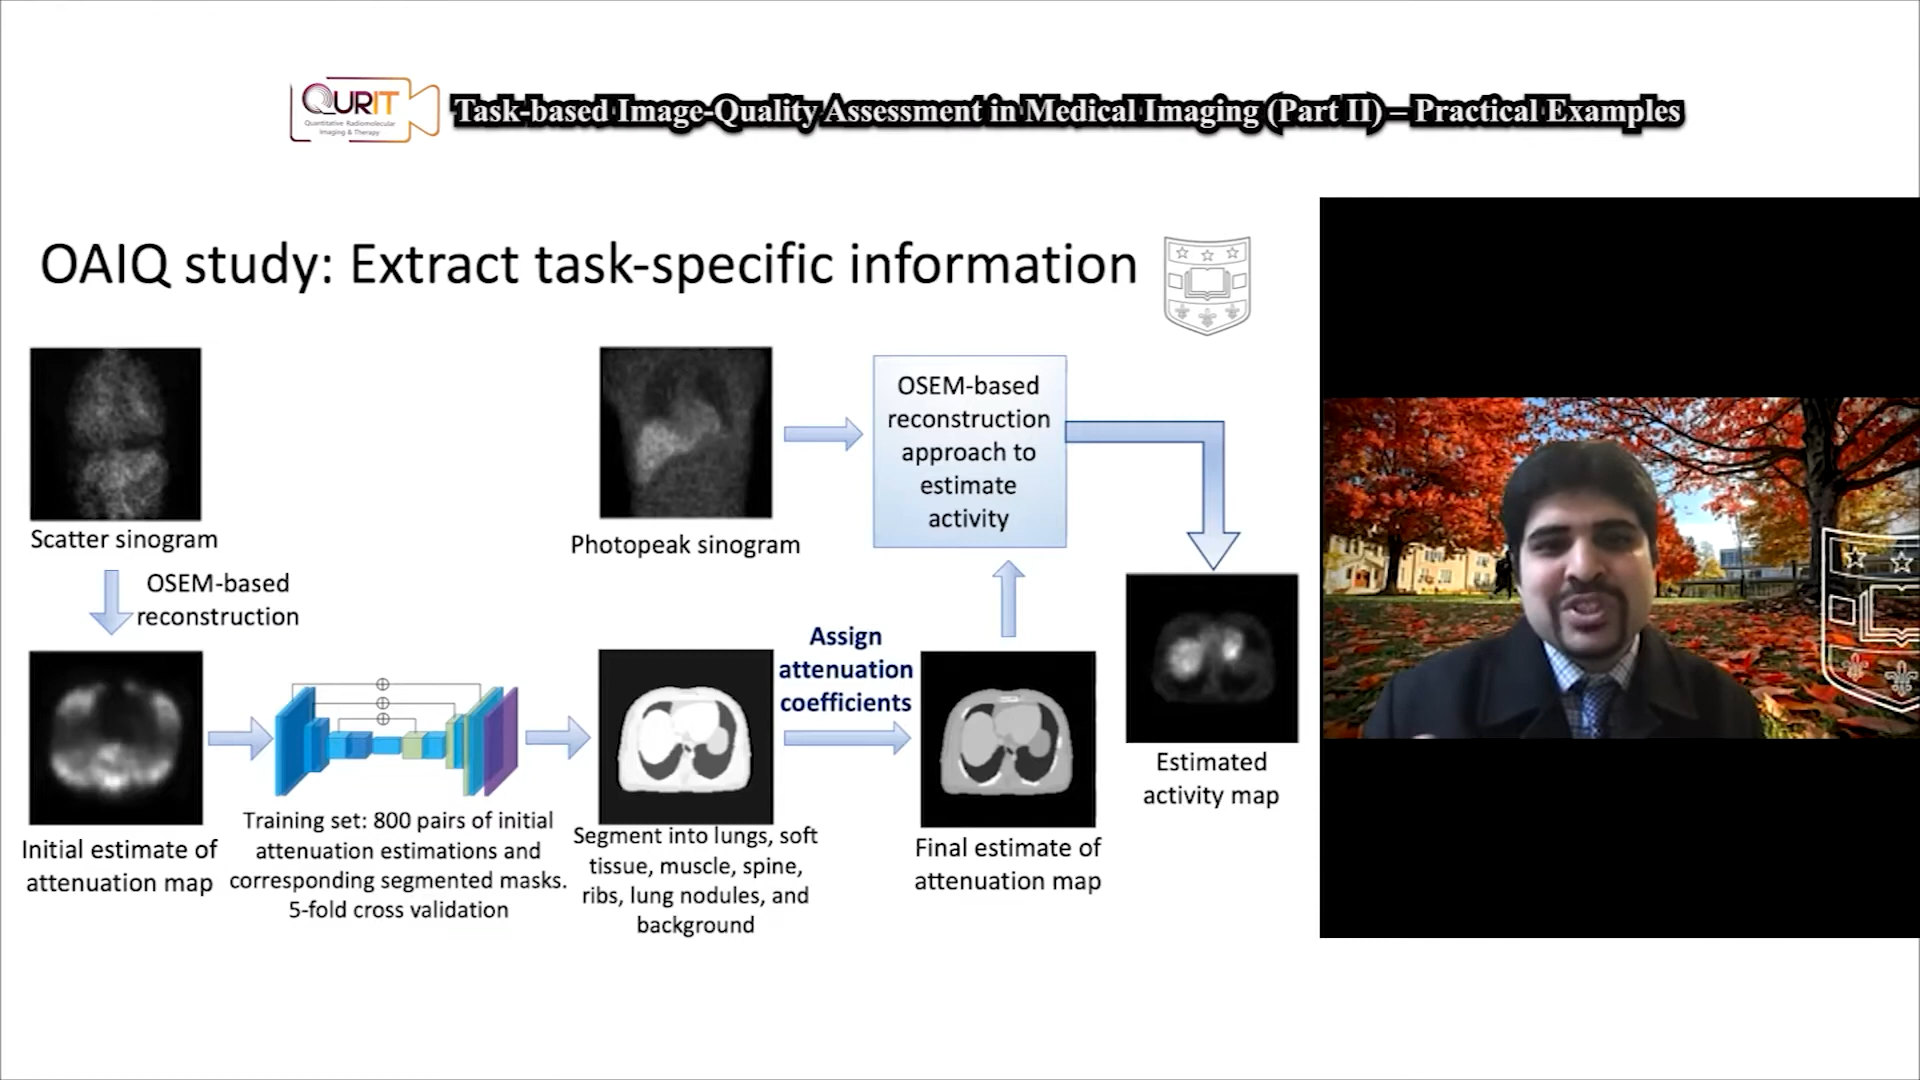 QURIT
Quantitative Radiomolecular
Imaging & Therapy
Task-based Image-Quality Assessment in Medical Imaging (Part II) – Practical Examples
OAIQ study: Extract task-specific information
Scatter sinogram
OSEM-based
reconstruction
Initial estimate of
attenuation map
Training set: 800 pairs of initial
attenuation estimations and
corresponding segmented masks.
5-fold cross validation
Photopeak sinogram
Segment into lungs, soft
tissue, muscle, spine,
ribs, lung nodules, and
background
Assign
attenuation
coefficients
OSEM-based
reconstruction
approach to
estimate
activity
Final estimate of
attenuation map
Estimated
activity map